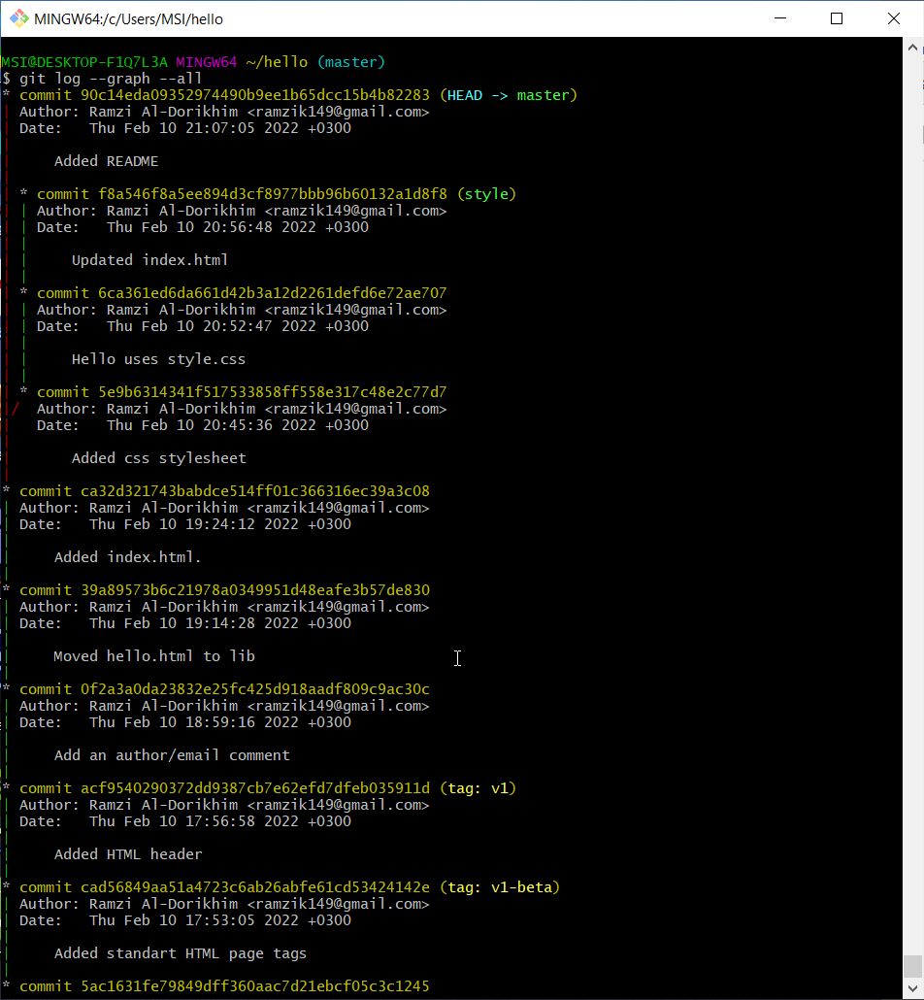 MINGW64:/c/Users/MSI/hello
MSI@DESKTOP-F1Q7L3A MINGW64 ~/hello (master)
$ git log --graph --all
* commit 90c14eda09352974490b9ee1b65dcc15b4b82283 (HEAD -> master)
| Author: Ramzi Al-Dorikhim <ramzik149@gmail.com>
| Date:   Thu Feb 10 21:07:05 2022 +0300
|
|     Added README
|
| * commit f8a546f8a5ee894d3cf8977bbb96b60132a1d8f8 (style)
| | Author: Ramzi Al-Dorikhim <ramzik149@gmail.com>
| | Date:   Thu Feb 10 20:56:48 2022 +0300
| |
| |     Updated index.html
| |
| * commit 6ca361ed6da661d42b3a12d2261defd6e72ae707
| | Author: Ramzi Al-Dorikhim <ramzik149@gmail.com>
| | Date:   Thu Feb 10 20:52:47 2022 +0300
| |
| |     Hello uses style.css
| |
| * commit 5e9b6314341f517533858ff558e317c48e2c77d7
|/  Author: Ramzi Al-Dorikhim <ramzik149@gmail.com>
|   Date:   Thu Feb 10 20:45:36 2022 +0300
|
|       Added css stylesheet
|
* commit ca32d321743babdce514ff01c366316ec39a3c08
| Author: Ramzi Al-Dorikhim <ramzik149@gmail.com>
| Date:   Thu Feb 10 19:24:12 2022 +0300
|
|     Added index.html.
|
* commit 39a89573b6c21978a0349951d48eafe3b57de830
| Author: Ramzi Al-Dorikhim <ramzik149@gmail.com>
| Date:   Thu Feb 10 19:14:28 2022 +0300
|
|     Moved hello.html to lib
|
* commit 0f2a3a0da23832e25fc425d918aadf809c9ac30c
| Author: Ramzi Al-Dorikhim <ramzik149@gmail.com>
| Date:   Thu Feb 10 18:59:16 2022 +0300
|
|     Add an author/email comment
|
* commit acf9540290372dd9387cb7e62efd7dfeb035911d (tag: v1)
| Author: Ramzi Al-Dorikhim <ramzik149@gmail.com>
| Date:   Thu Feb 10 17:56:58 2022 +0300
|
|     Added HTML header
|
* commit cad56849aa51a4723c6ab26abfe61cd53424142e (tag: v1-beta)
| Author: Ramzi Al-Dorikhim <ramzik149@gmail.com>
| Date:   Thu Feb 10 17:53:05 2022 +0300
|
|     Added standart HTML page tags
|
* commit 5ac1631fe79849dff360aac7d21ebcf05c3c1245